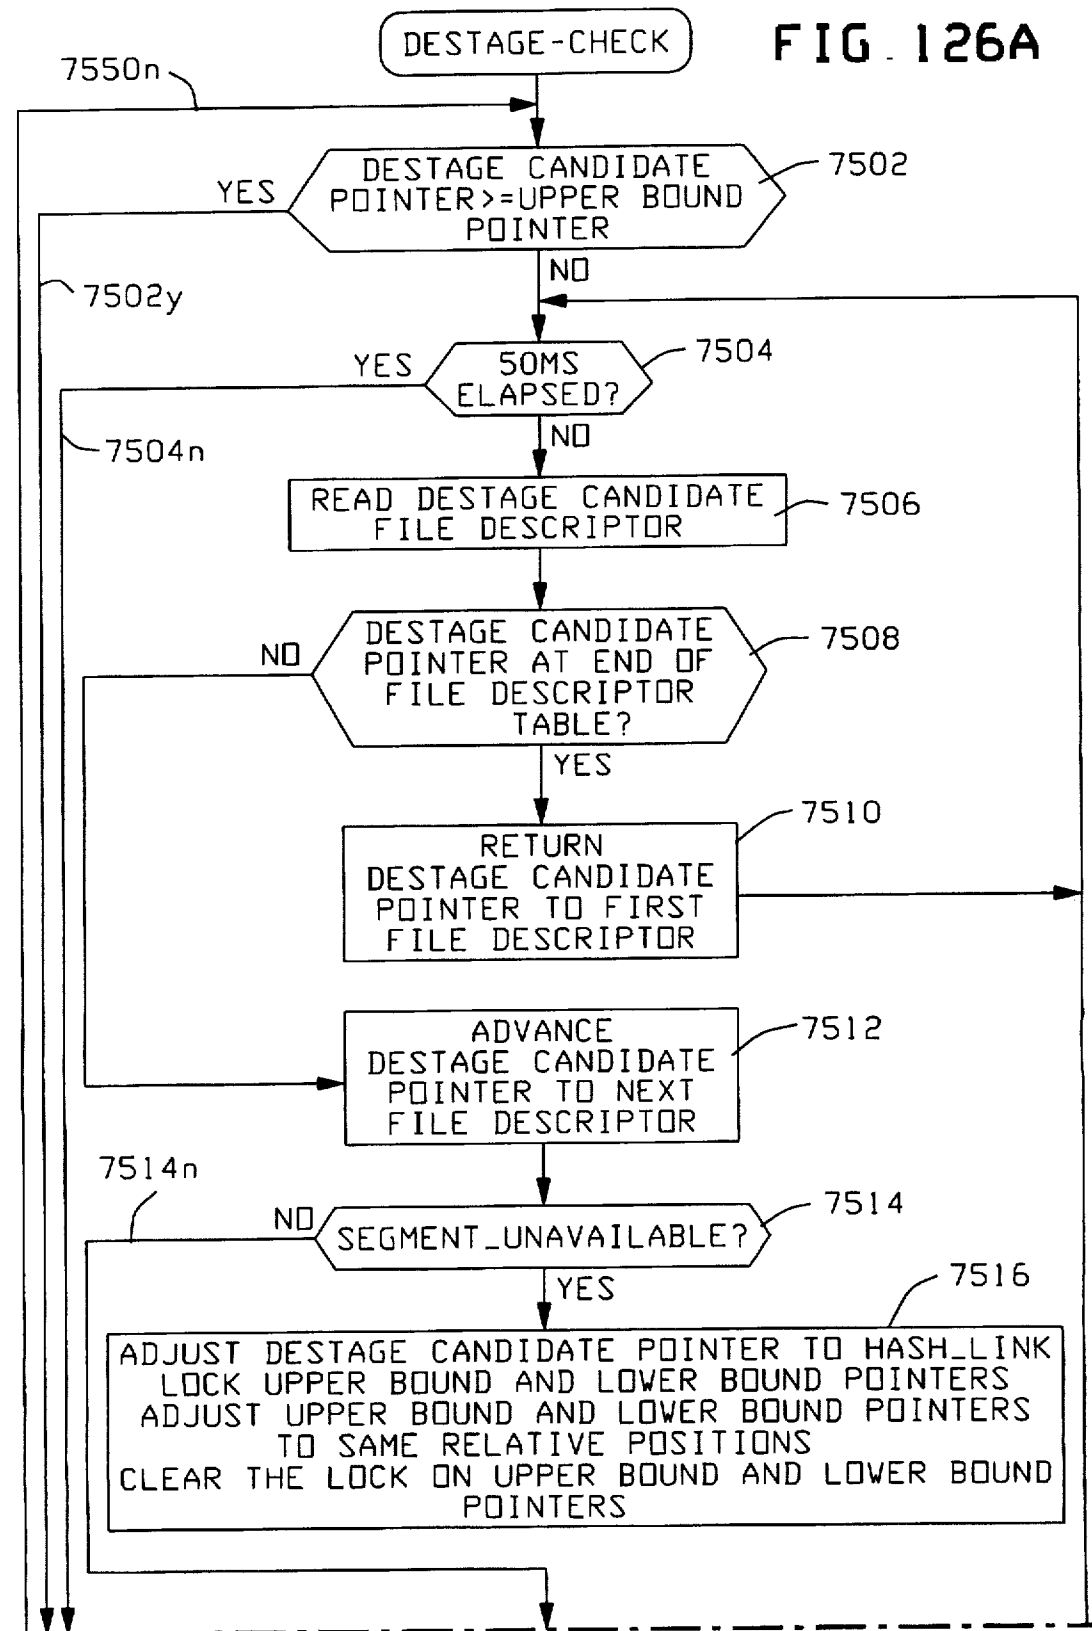 FIG. 126A
DESTAGE-CHECK
7550n
DESTAGE CANDIDATE
POINTER>=UPPER BOUND
POINTER
7502
YES
7502y
NO
50MS
ELAPSED?
7504
YES
7504n
NO
READ DESTAGE CANDIDATE
FILE DESCRIPTOR
7506
DESTAGE CANDIDATE
POINTER AT END OF
FILE DESCRIPTOR
TABLE?
7508
NO
YES
RETURN
DESTAGE CANDIDATE
POINTER TO FIRST
FILE DESCRIPTOR
7510
ADVANCE
DESTAGE CANDIDATE
POINTER TO NEXT
FILE DESCRIPTOR
7512
7514n
NO
SEGMENT_UNAVAILABLE?
7514
YES
7516
ADJUST DESTAGE CANDIDATE POINTER TO HASH_LINK
LOCK UPPER BOUND AND LOWER BOUND POINTERS
ADJUST UPPER BOUND AND LOWER BOUND POINTERS
TO SAME RELATIVE POSITIONS
CLEAR THE LOCK ON UPPER BOUND AND LOWER BOUND
POINTERS